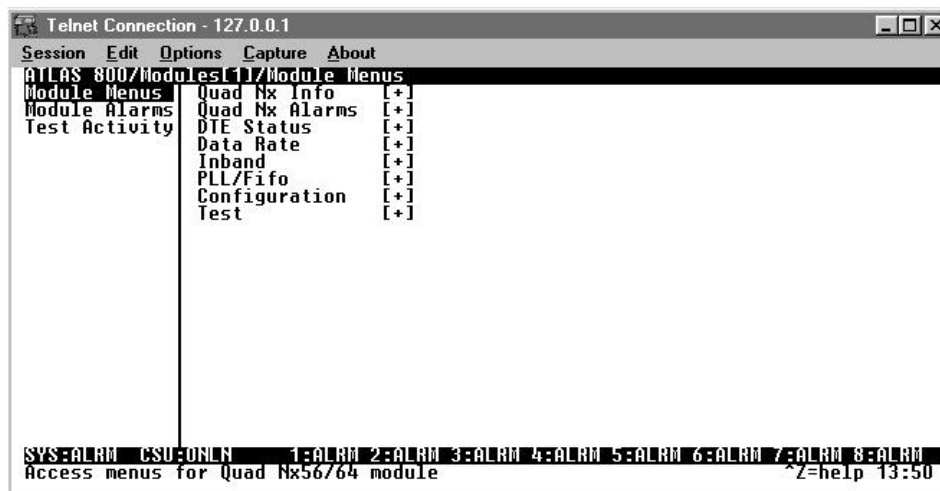 Telnet Connection - 127.0.0.1
Session Edit Options Capture About
ATLAS 800/Modules[1]/Module Menus
Module Menus Quad Nx Info [+]
Module Alarms Quad Nx Alarms [+]
Test Activity DTE Status [+]
Data Rate [+]
Inband [+]
PLL/Fifo [+]
Configuration [+]
Test [+]
SYS:ALRM CSU:ONLN 1:ALRM 2:ALRM 3:ALRM 4:ALRM 5:ALRM 6:ALRM 7:ALRM 8:ALRM
Access menus for Quad Nx56/64 module ^Z=help 13:50